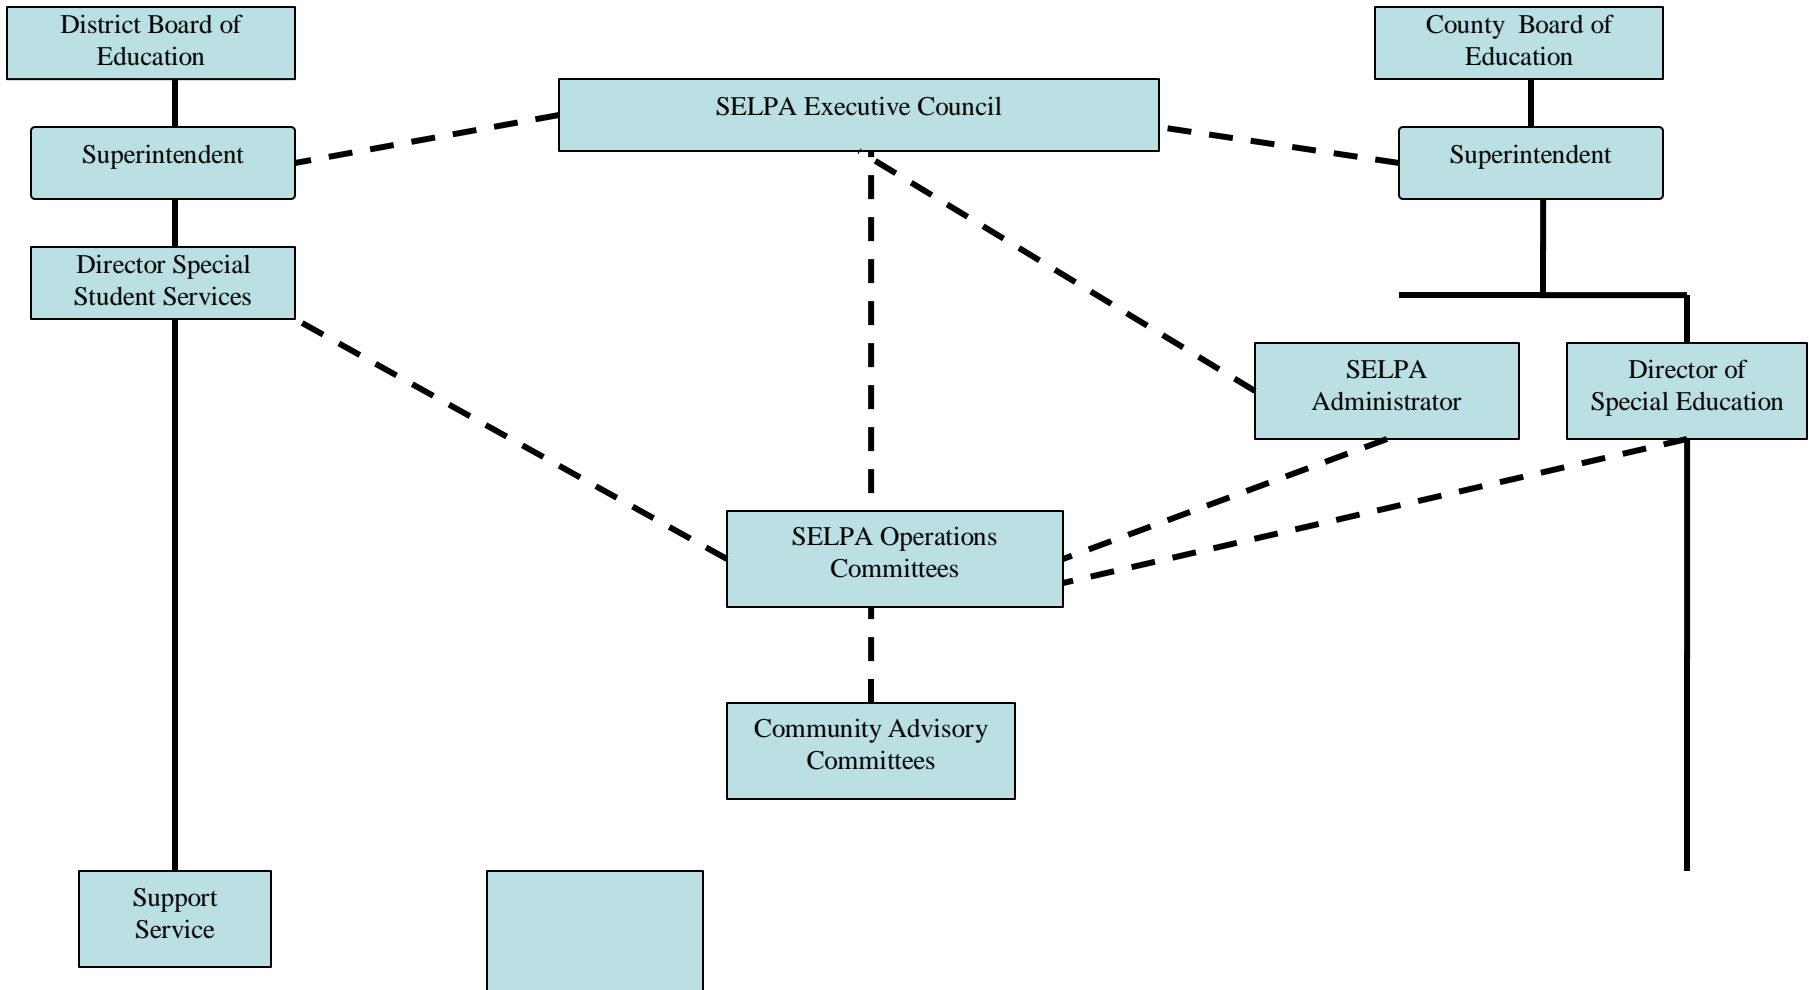 District Board of
Education
County Board of
Education
SELPA Executive Council
Superintendent
Superintendent
Director Special
Student Services
SELPA
Administrator
Director of
Special Education
SELPA Operations
Committees
Community Advisory
Committees
Support
Service